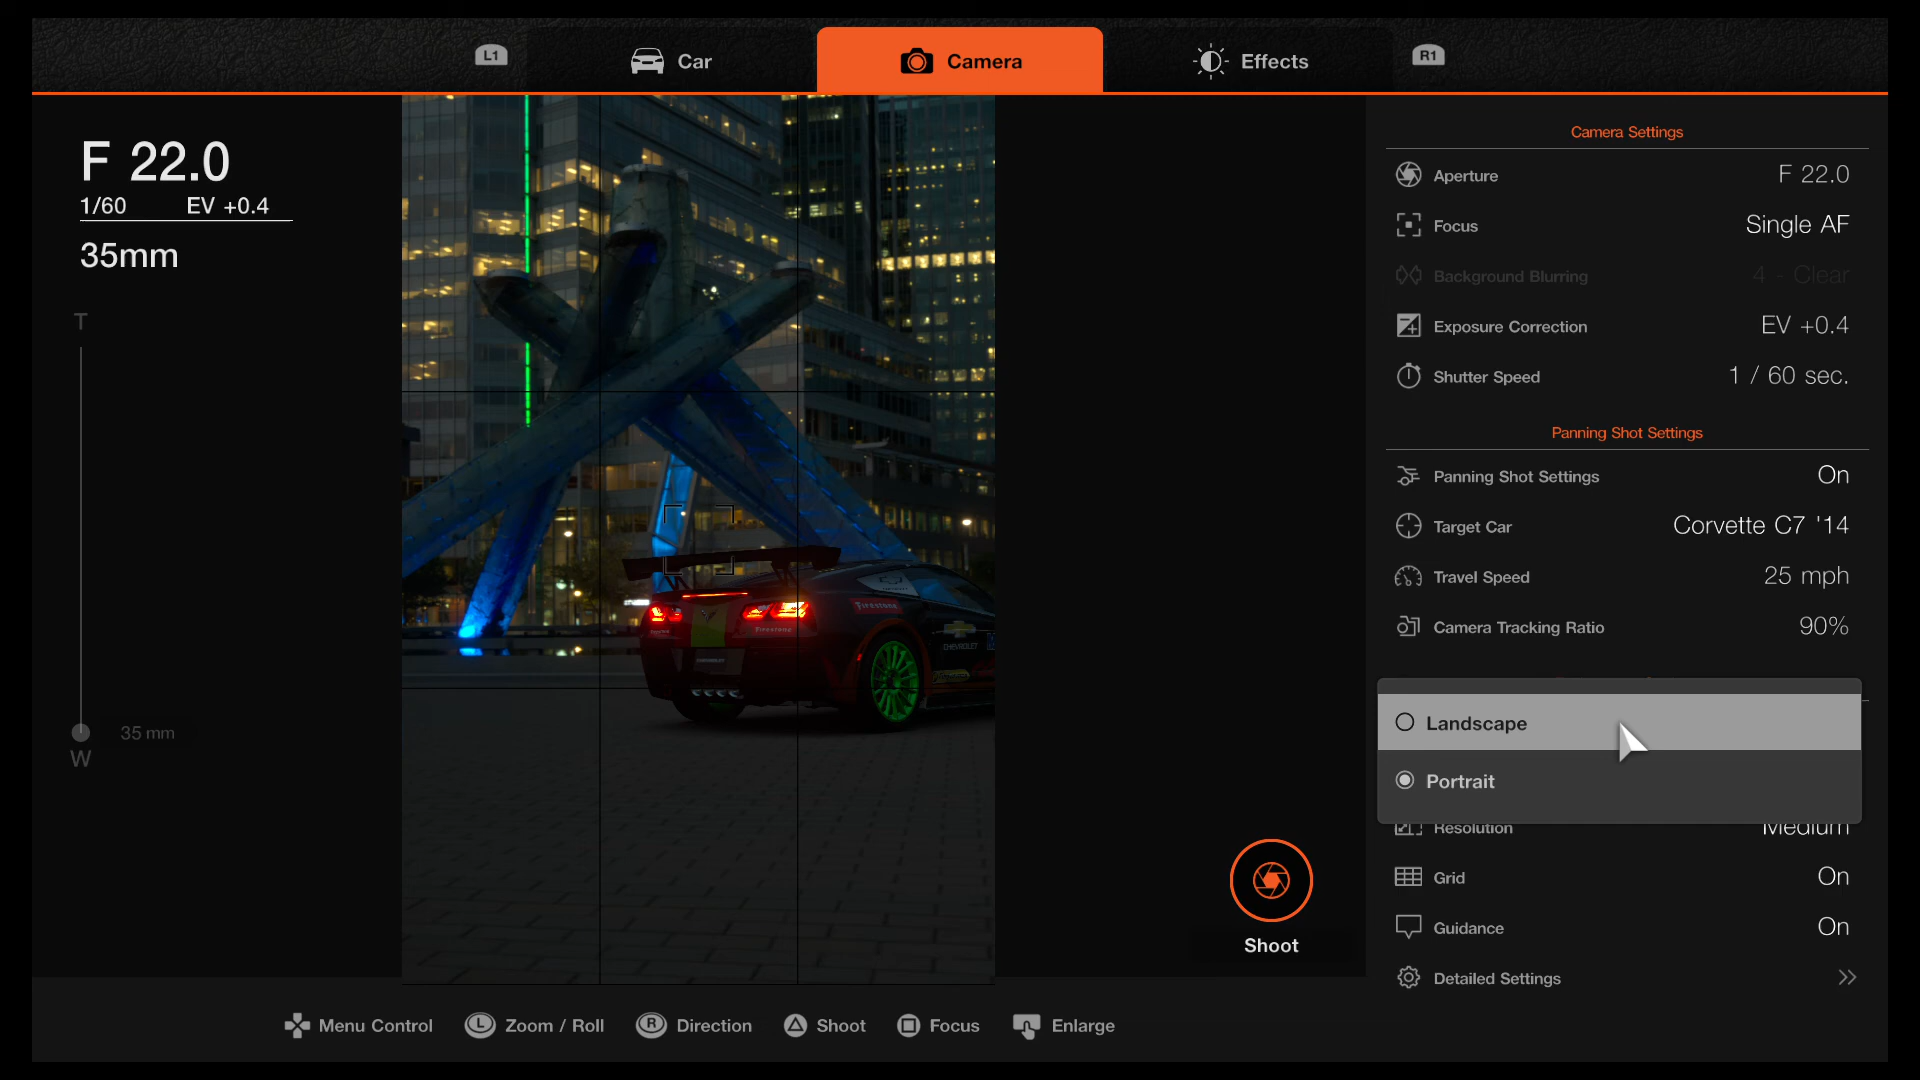 L1
Car
Camera
Effects
R1
F 22.0
1/60 EV +0.4
35mm
T
35 mm
W
Camera Settings
Aperture F 22.0
Focus Single AF
Background Blurring 4 - Clear
Exposure Correction EV +0.4
Shutter Speed 1 / 60 sec.
Panning Shot Settings
Panning Shot Settings On
Target Car Corvette C7 '14
Travel Speed 25 mph
Camera Tracking Ratio 90%
Landscape
Portrait
Resolution Medium
Grid On
Guidance On
Detailed Settings
Firestone
Firestone
CHEVROLET
CHEVROLET
Shoot
Menu Control
L Zoom / Roll
R Direction
Shoot
Focus
Enlarge